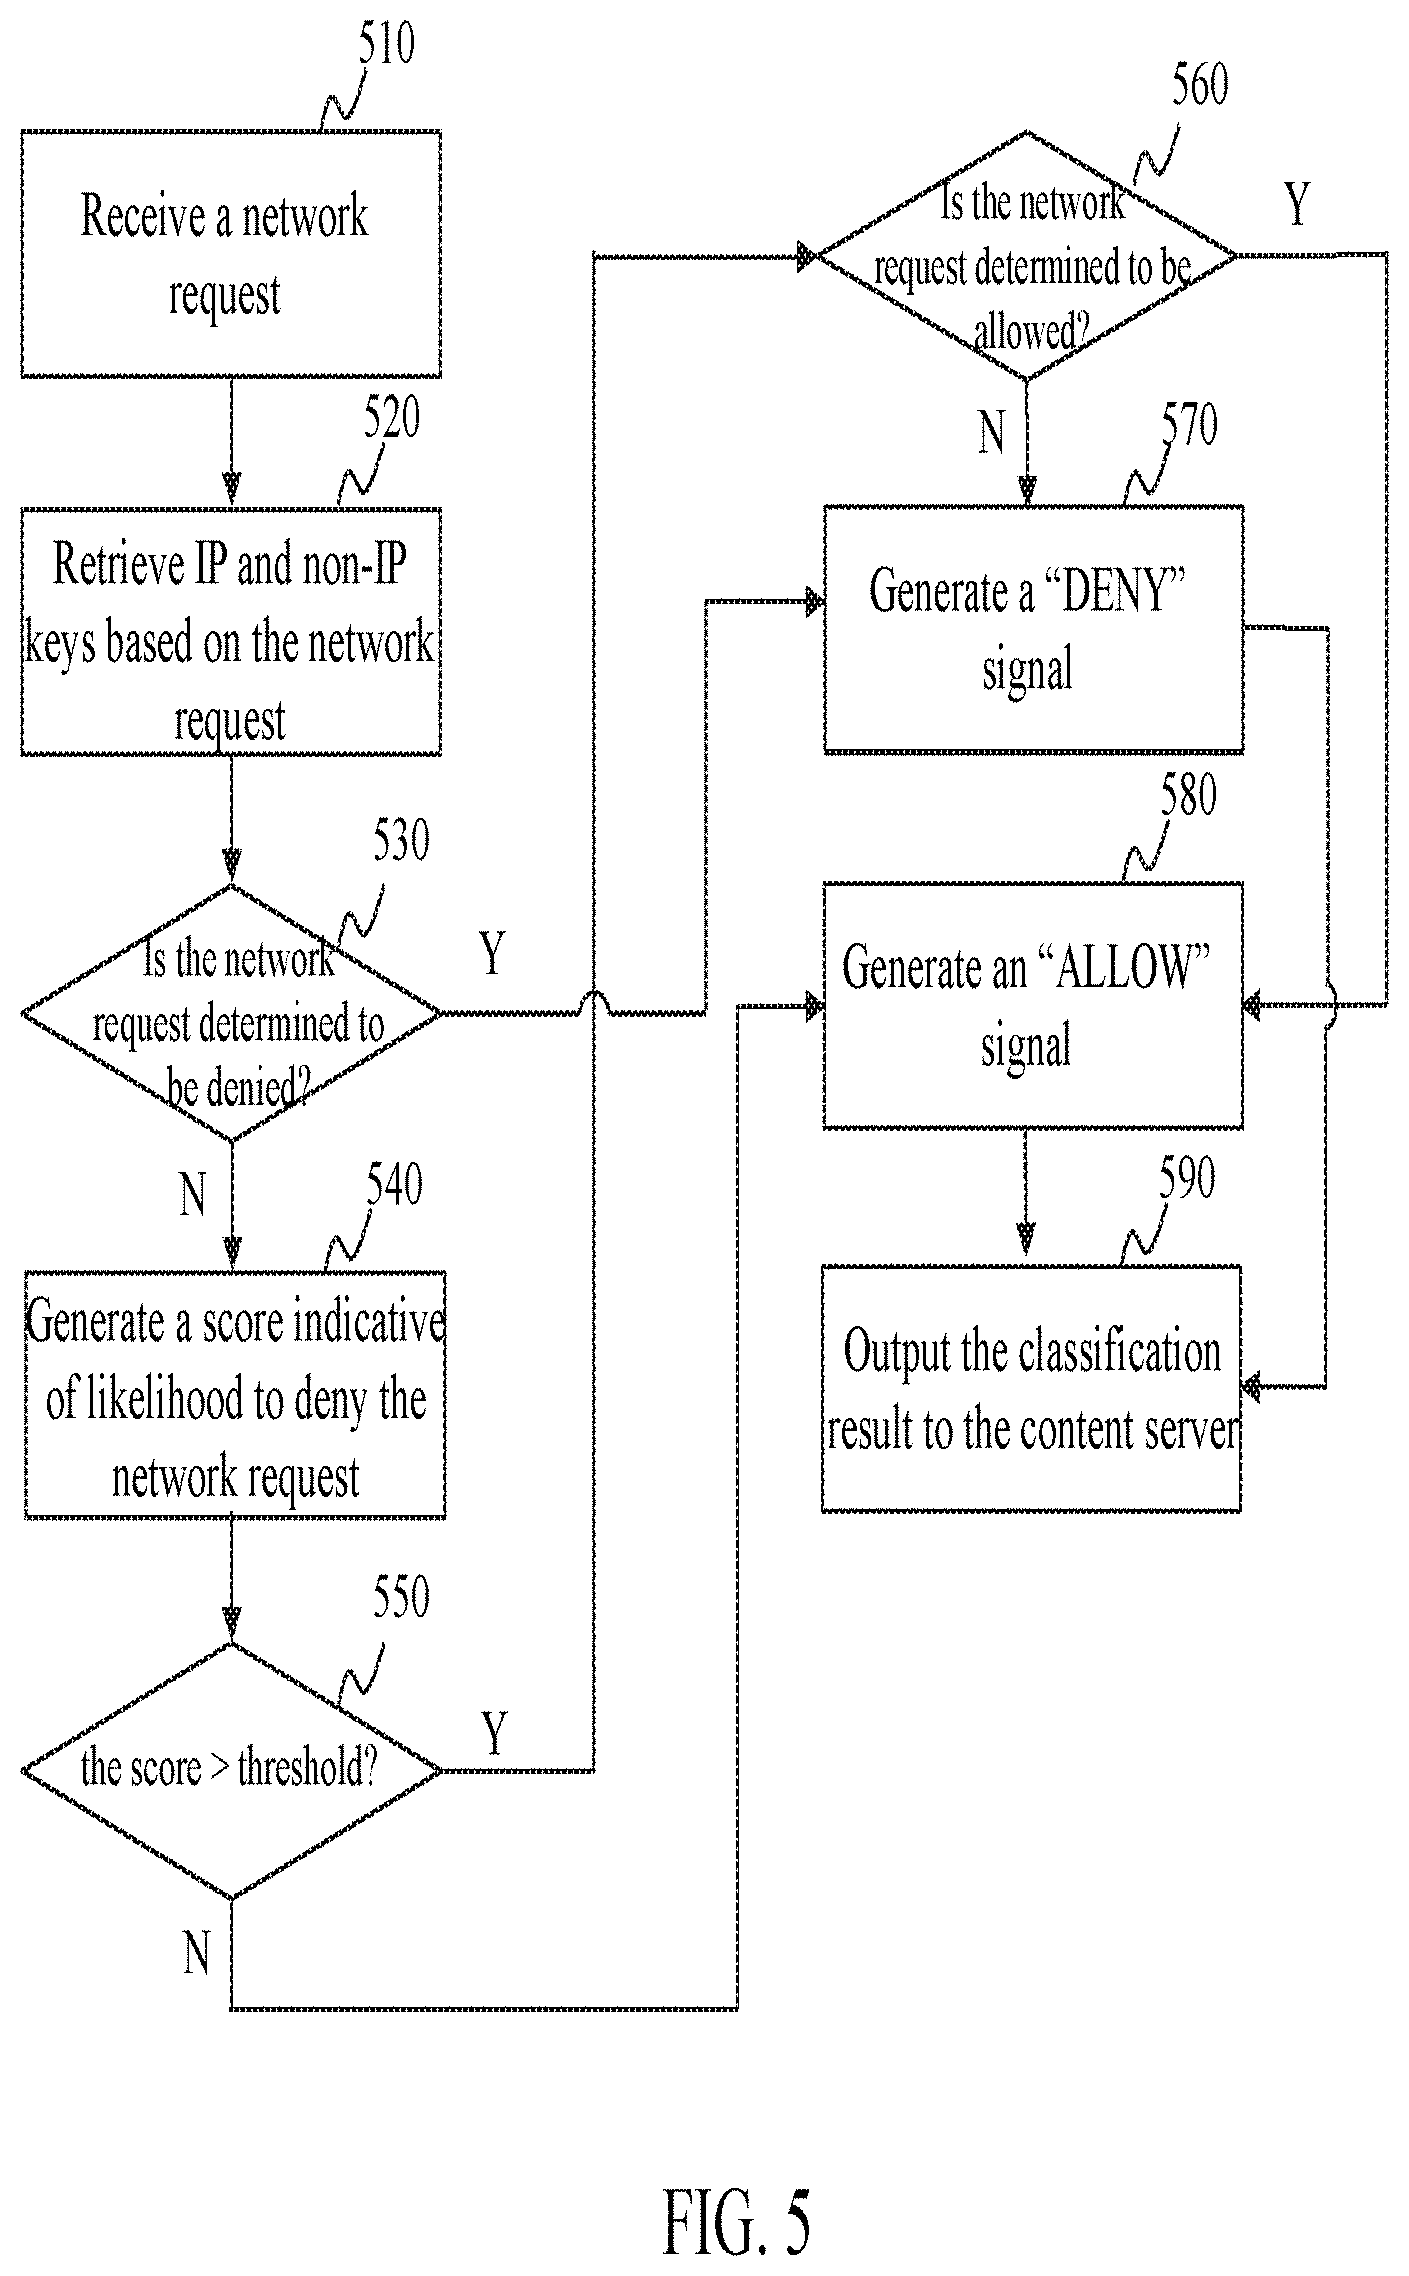 510
Receive a network
request
520
Retrieve IP and non-IP
keys based on the network
request
530
Is the network
request determined to
be denied?
Y
N
540
Generate a score indicative
of likelihood to deny the
network request
550
the score > threshold?
Y
N
560
Is the network
request determined to be
allowed?
Y
N
570
Generate a “DENY”
signal
580
Generate an “ALLOW”
signal
590
Output the classification
result to the content server
FIG. 5